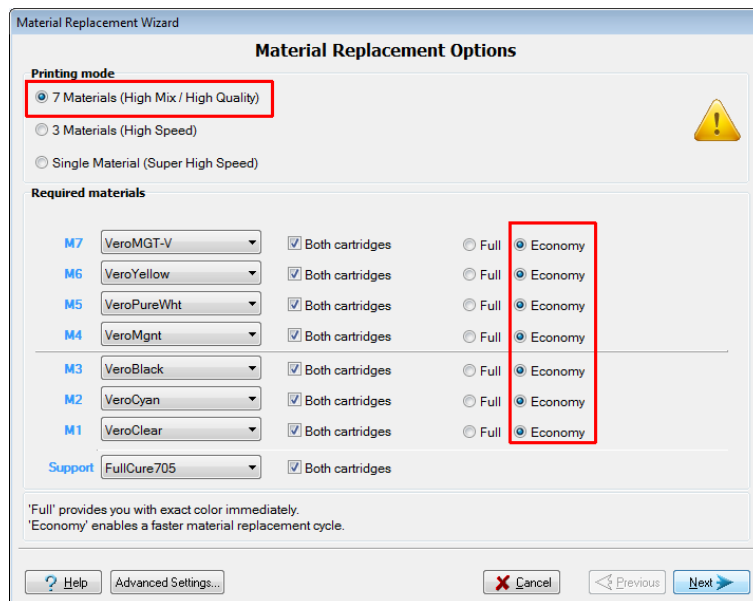 Material Replacement Wizard
Material Replacement Options
Printing mode
7 Materials (High Mix / High Quality)
3 Materials (High Speed)
Single Material (Super High Speed)
Required materials
M7 VeroMGT-V Both cartridges Full Economy
M6 VeroYellow Both cartridges Full Economy
M5 VeroPureWht Both cartridges Full Economy
M4 VeroMgnt Both cartridges Full Economy
M3 VeroBlack Both cartridges Full Economy
M2 VeroCyan Both cartridges Full Economy
M1 VeroClear Both cartridges Full Economy
Support FullCure705 Both cartridges
'Full' provides you with exact color immediately.
'Economy' enables a faster material replacement cycle.
? Help Advanced Settings... Cancel Previous Next